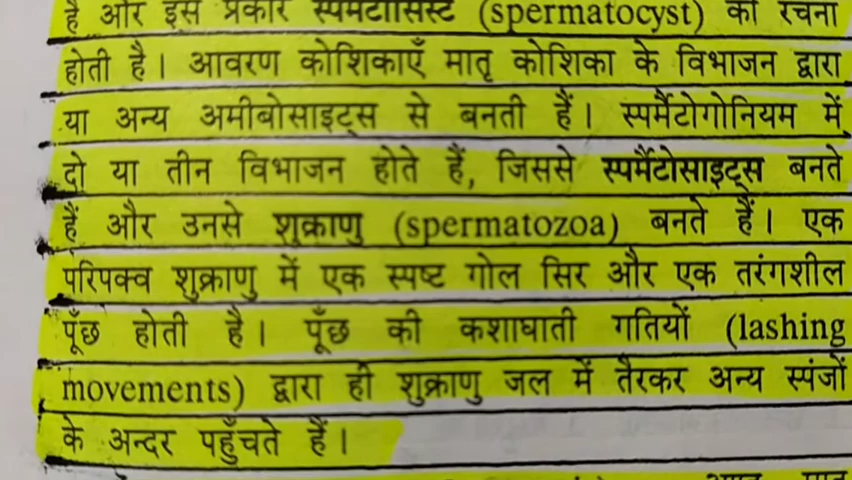 है और इस प्रकार स्पर्मेटोसिस्ट (spermatocyst) की रचना
होती है। आवरण कोशिकाएँ मातृ कोशिका के विभाजन द्वारा
या अन्य अमीबोसाइट्स से बनती हैं। स्पर्मैटोगोनियम में
दो या तीन विभाजन होते हैं, जिससे स्पर्मैटोसाइट्स बनते
हैं और उनसे शुक्राणु (spermatozoa) बनते हैं। एक
परिपक्व शुक्राणु में एक स्पष्ट गोल सिर और एक तरंगशील
पूँछ होती है। पूँछ की कशाघाती गतियों (lashing
movements) द्वारा ही शुक्राणु जल में तैरकर अन्य स्पंजों
के अन्दर पहुँचते हैं।